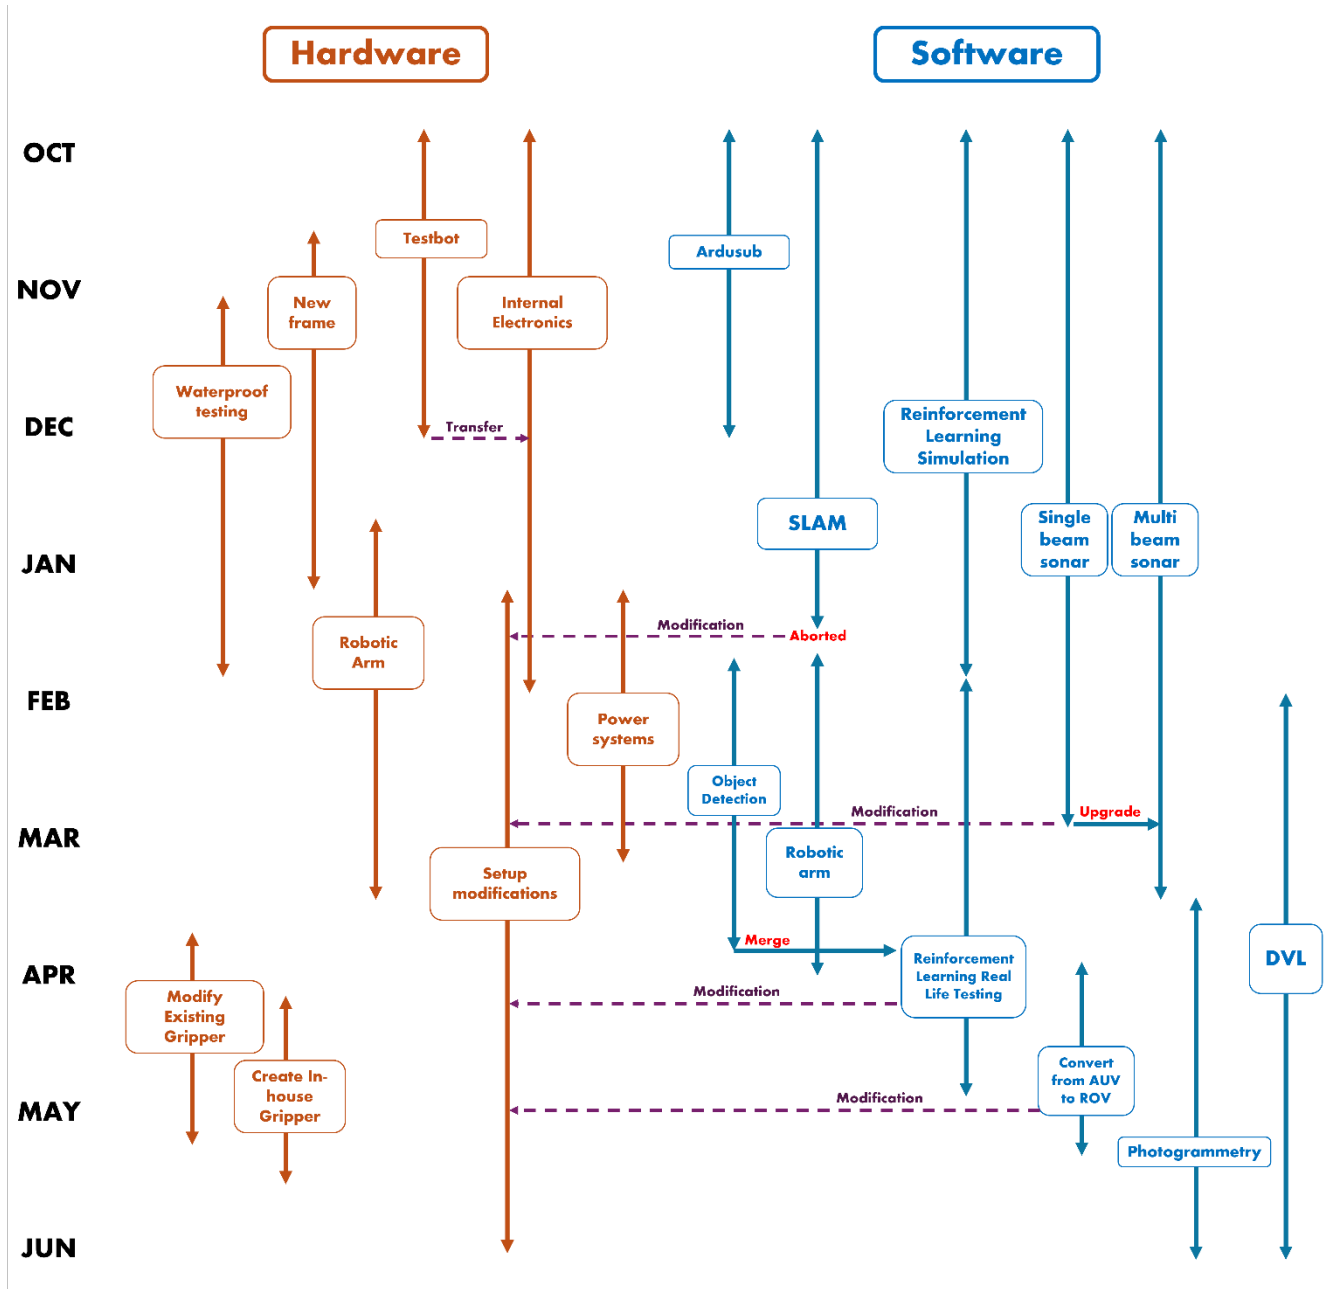 Hardware
Software
OCT
NOV
DEC
JAN
FEB
MAR
APR
MAY
JUN
Testbot
New
frame
Internal
Electronics
Waterproof
testing
Transfer
Robotic
Arm
Power
systems
Setup
modifications
Modify
Existing
Gripper
Create In-
house
Gripper
Ardusub
Reinforcement
Learning
Simulation
SLAM
Single
beam
sonar
Multi
beam
sonar
Modification
Aborted
Object
Detection
Modification
Upgrade
Robotic
arm
Merge
Reinforcement
Learning Real
Life Testing
DVL
Modification
Convert
from AUV
to ROV
Modification
Photogrammetry